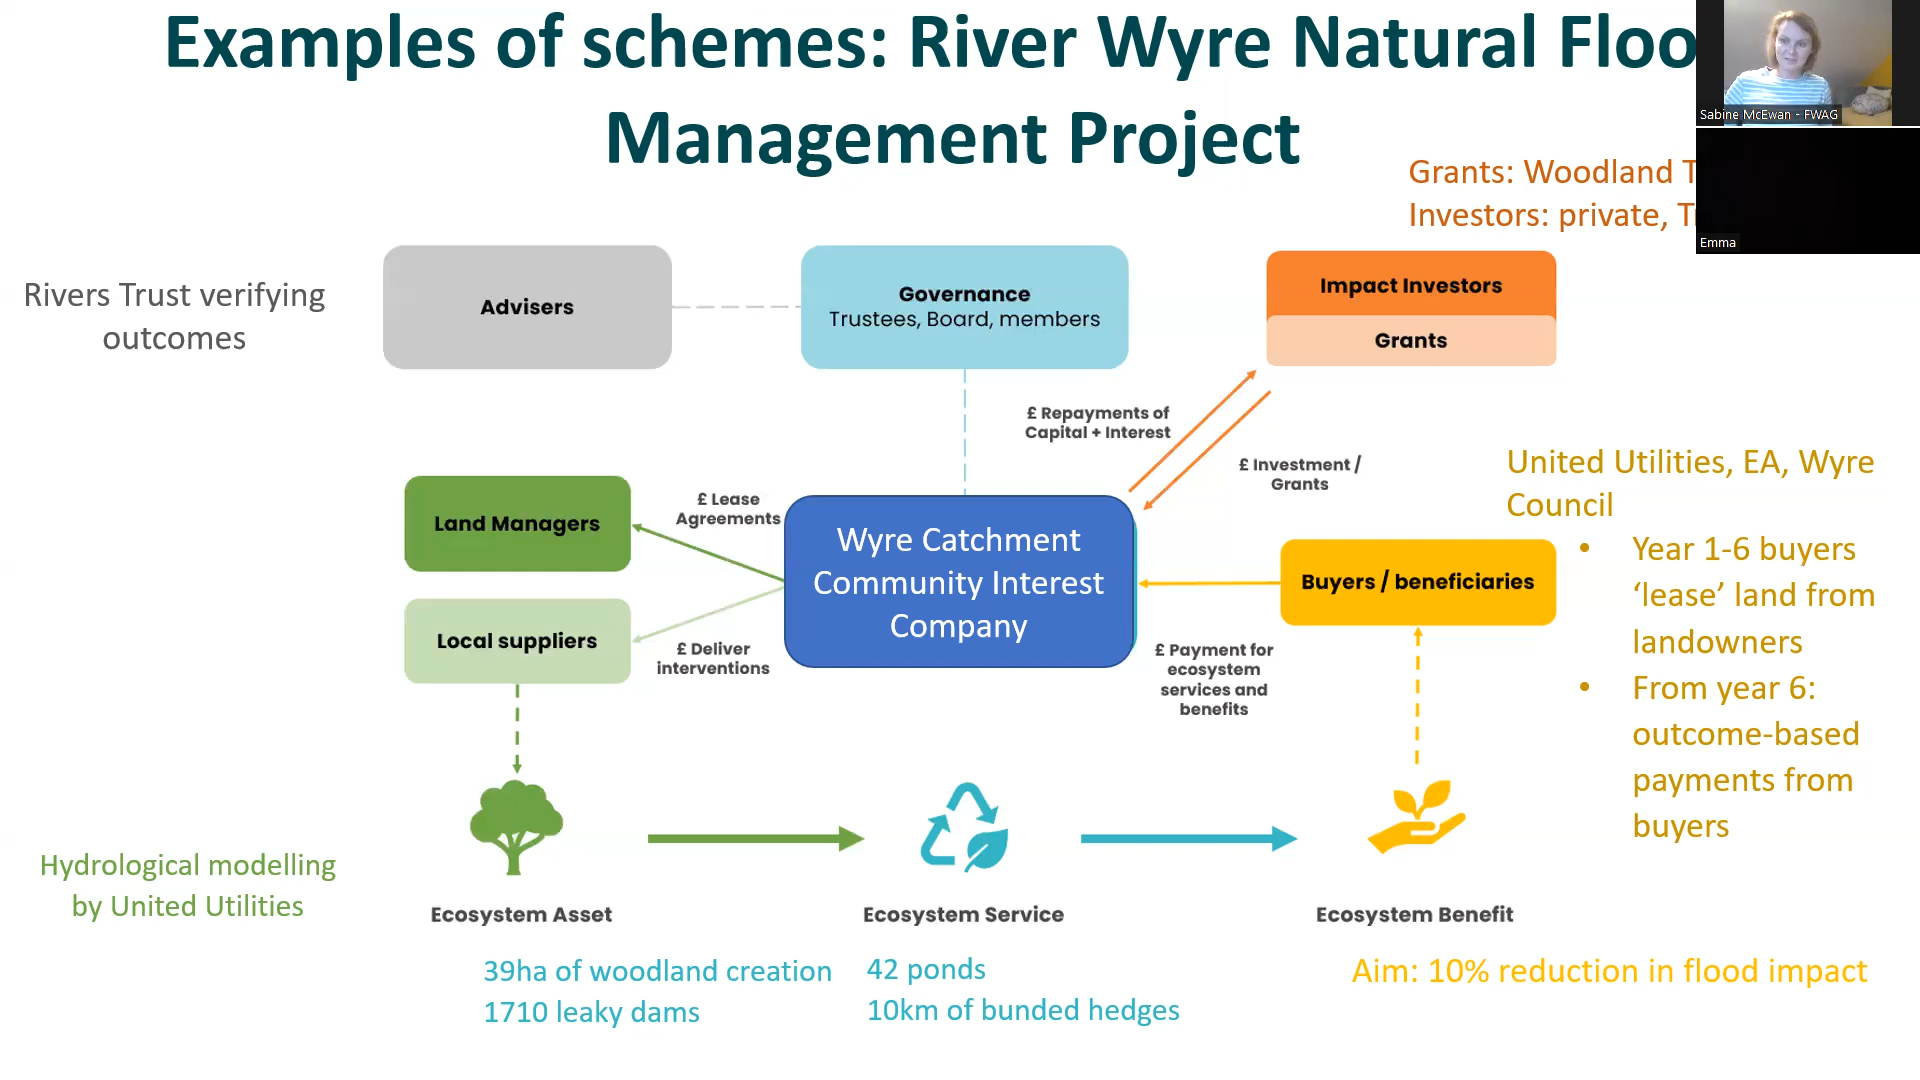 Examples of schemes: River Wyre Natural Floo
Management Project
Sabine McEwan - FWAG
Emma
Grants: Woodland T
Investors: private, Tr
Rivers Trust verifying
outcomes
Advisers
Governance
Trustees, Board, members
Impact Investors
Grants
£ Repayments of
Capital + Interest
£ Investment /
Grants
Land Managers
£ Lease
Agreements
Wyre Catchment
Community Interest
Company
Local suppliers
£ Deliver
interventions
Buyers / beneficiaries
£ Payment for
ecosystem
services and
benefits
United Utilities, EA, Wyre
Council
• Year 1-6 buyers
‘lease’ land from
landowners
• From year 6:
outcome-based
payments from
buyers
Hydrological modelling
by United Utilities
Ecosystem Asset
Ecosystem Service
Ecosystem Benefit
39ha of woodland creation
1710 leaky dams
42 ponds
10km of bunded hedges
Aim: 10% reduction in flood impact